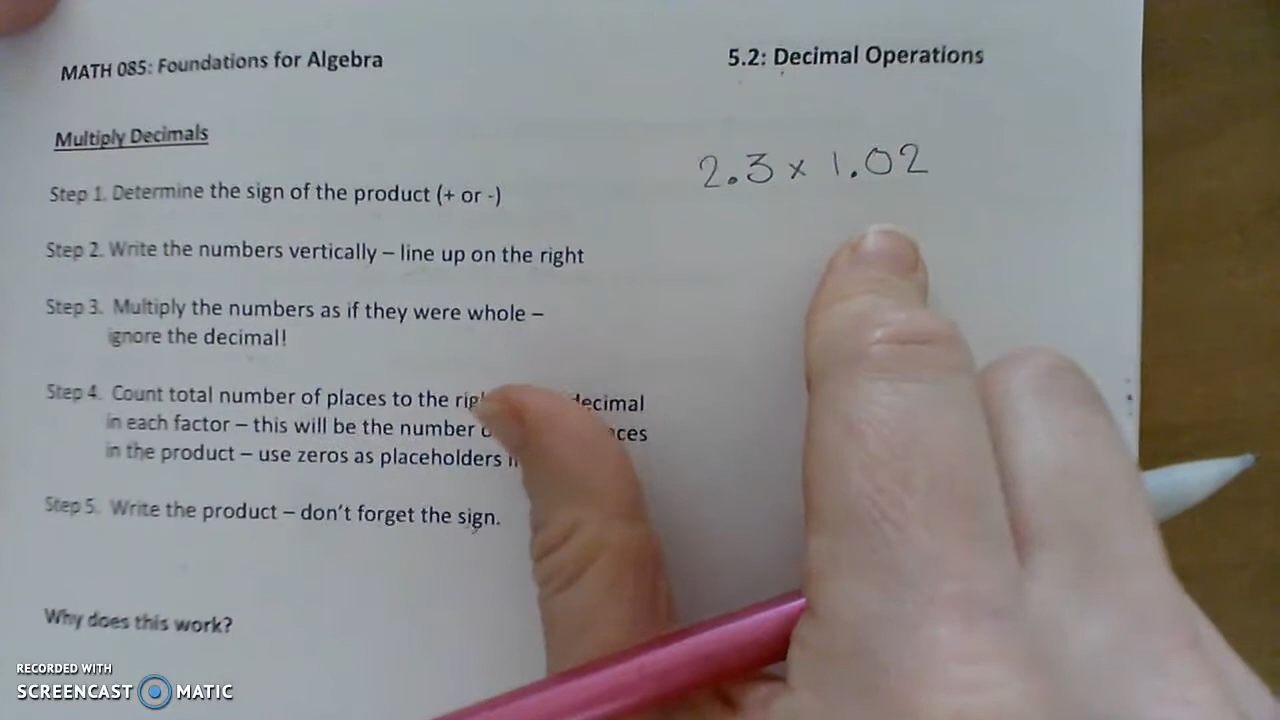 MATH 085: Foundations for Algebra
5.2: Decimal Operations
Multiply Decimals
2.3 x 1.02
Step 1. Determine the sign of the product (+ or -)
Step 2. Write the numbers vertically – line up on the right
Step 3. Multiply the numbers as if they were whole –
ignore the decimal!
Step 4. Count total number of places to the decimal
in each factor – this will be the number
in the product – use zeros as placeholders
Step 5. Write the product – don't forget the sign.
Why does this work?
RECORDED WITH
SCREENCAST MATIC